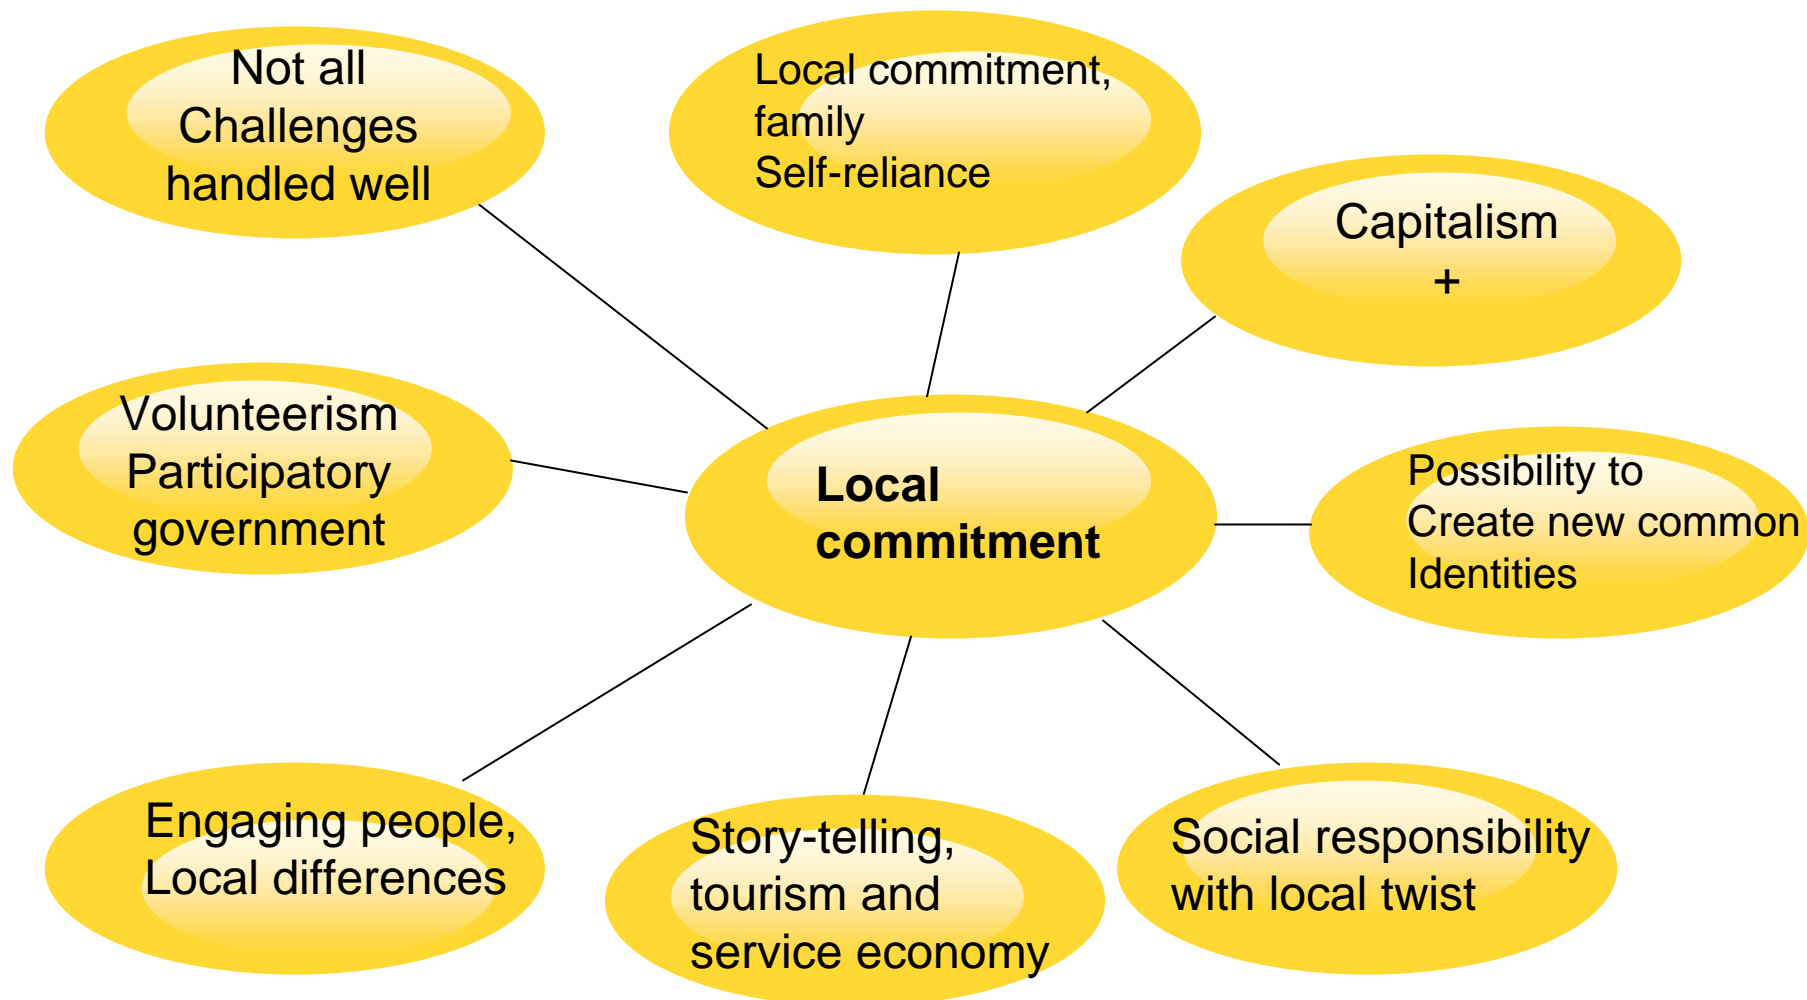 Not all
Challenges
handled well
Local commitment,
family
Self-reliance
Capitalism
+
Volunteerism
Participatory
government
Local
commitment
Possibility to
Create new common
Identities
Engaging people,
Local differences
Story-telling,
tourism and
service economy
Social responsibility
with local twist